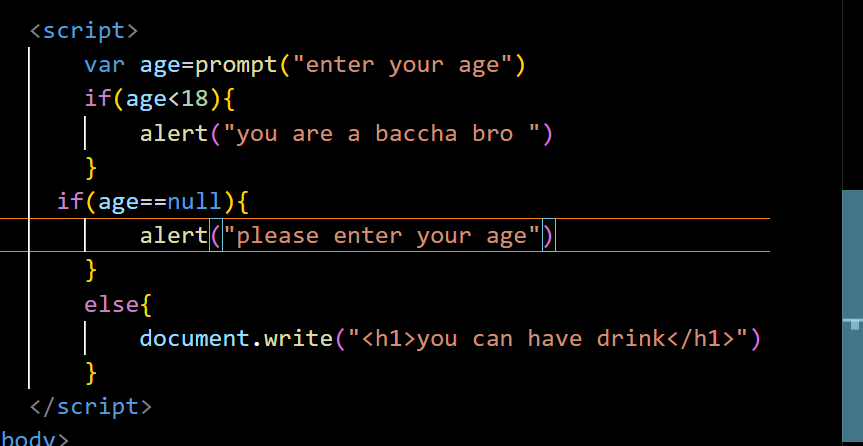 <script>
var age=prompt("enter your age")
if(age<18){
alert("you are a baccha bro ")
}
if(age==null){
alert("please enter your age")
}
else{
document.write("<h1>you can have drink</h1>")
}
</script>
body>